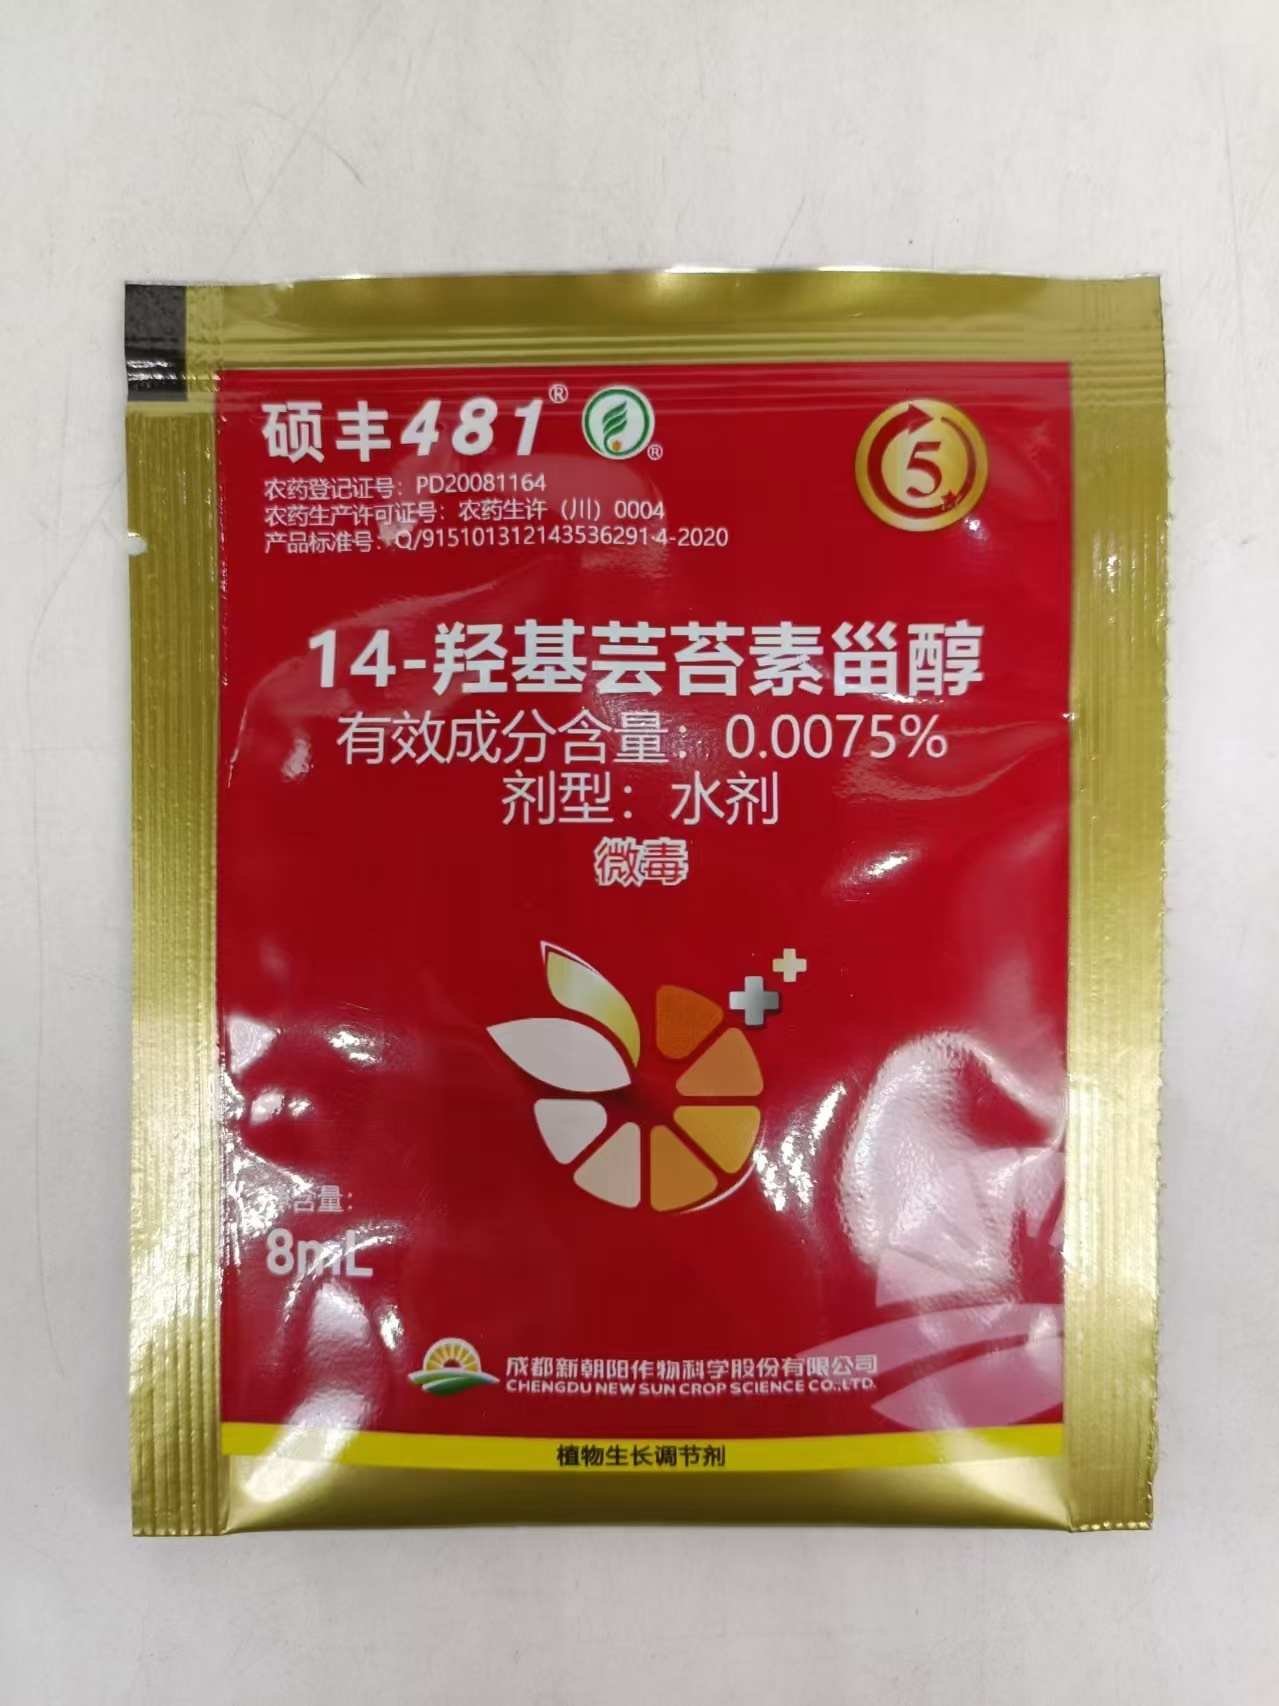 硕丰481®
®
5
农药登记证号：PD20081164
农药生产许可证号：农药生许（川）0004
产品标准号：Q/915101312143536291·4-2020
14-羟基芸苔素甾醇
有效成分含量：0.0075%
剂型：水剂
微毒
含量：
8mL
成都新朝阳作物科学股份有限公司
CHENGDU NEW SUN CROP SCIENCE CO.,LTD.
植物生长调节剂